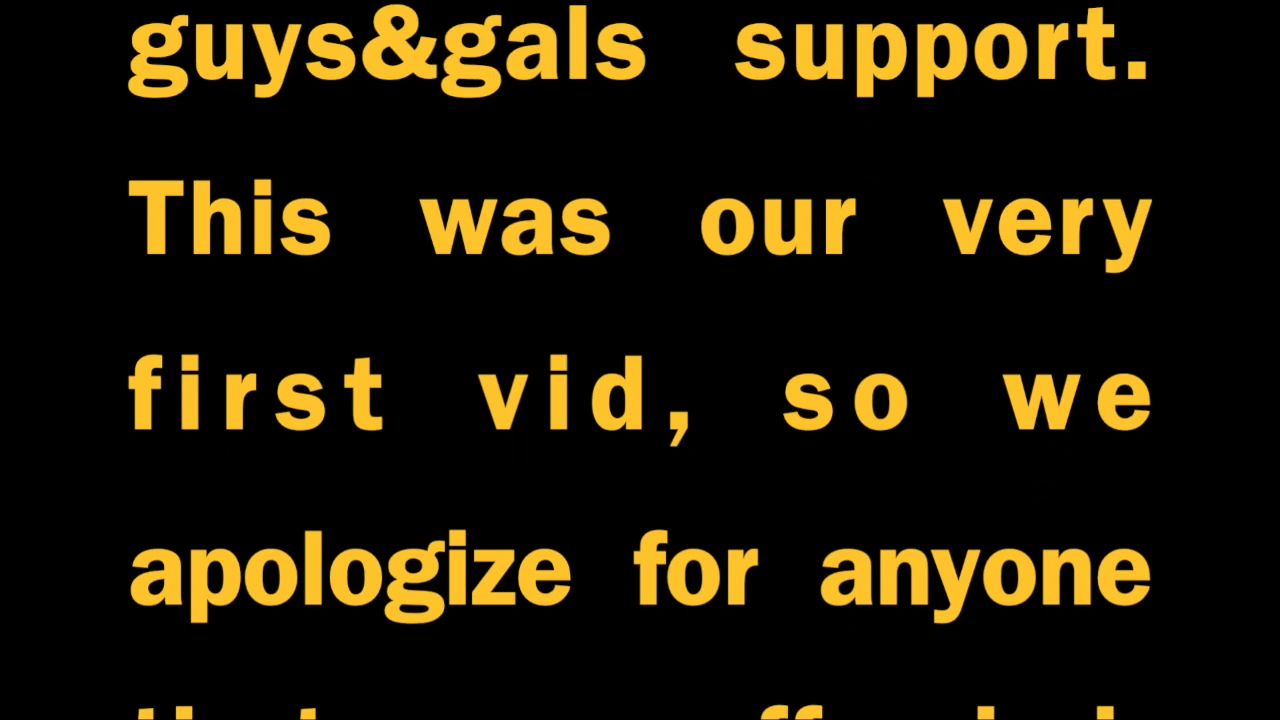 guys&gals support.
This was our very
first vid, so we
apologize for anyone